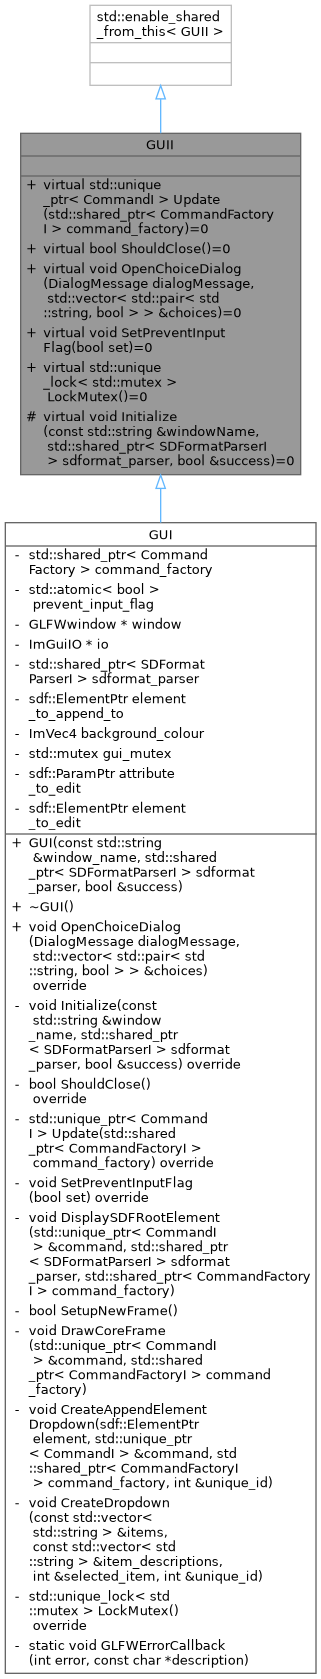 std::enable_shared
_from_this< GUII >
GUII
+ virtual std::unique
_ptr< CommandI > Update
(std::shared_ptr< CommandFactory
I > command_factory)=0
+ virtual bool ShouldClose()=0
+ virtual void OpenChoiceDialog
(DialogMessage dialogMessage,
std::vector< std::pair< std
::string, bool > > &choices)=0
+ virtual void SetPreventInput
Flag(bool set)=0
+ virtual std::unique
_lock< std::mutex >
LockMutex()=0
# virtual void Initialize
(const std::string &windowName,
std::shared_ptr< SDFormatParserI
> sdformat_parser, bool &success)=0
GUI
- std::shared_ptr< Command
Factory > command_factory
- std::atomic< bool >
prevent_input_flag
- GLFWwindow * window
- ImGuiIO * io
- std::shared_ptr< SDFormat
ParserI > sdformat_parser
- sdf::ElementPtr element
_to_append_to
- ImVec4 background_colour
- std::mutex gui_mutex
- sdf::ParamPtr attribute
_to_edit
- sdf::ElementPtr element
_to_edit
+ GUI(const std::string
&window_name, std::shared
_ptr< SDFormatParserI > sdformat
_parser, bool &success)
+ ~GUI()
+ void OpenChoiceDialog
(DialogMessage dialogMessage,
std::vector< std::pair< std
::string, bool > > &choices)
override
- void Initialize(const
std::string &window
_name, std::shared_ptr
< SDFormatParserI > sdformat
_parser, bool &success) override
- bool ShouldClose()
override
- std::unique_ptr< Command
I > Update(std::shared
_ptr< CommandFactoryI >
command_factory) override
- void SetPreventInputFlag
(bool set) override
- void DisplaySDFRootElement
(std::unique_ptr< CommandI
> &command, std::shared_ptr
< SDFormatParserI > sdformat
_parser, std::shared_ptr< CommandFactory
I > command_factory)
- bool SetupNewFrame()
- void DrawCoreFrame
(std::unique_ptr< CommandI
> &command, std::shared
_ptr< CommandFactoryI > command
_factory)
- void CreateAppendElement
Dropdown(sdf::ElementPtr
element, std::unique_ptr
< CommandI > &command, std
::shared_ptr< CommandFactoryI
> command_factory, int &unique_id)
- void CreateDropdown
(const std::vector<
std::string > &items,
const std::vector< std
::string > &item_descriptions,
int &selected_item, int &unique_id)
- std::unique_lock< std
::mutex > LockMutex()
override
- static void GLFWErrorCallback
(int error, const char *description)